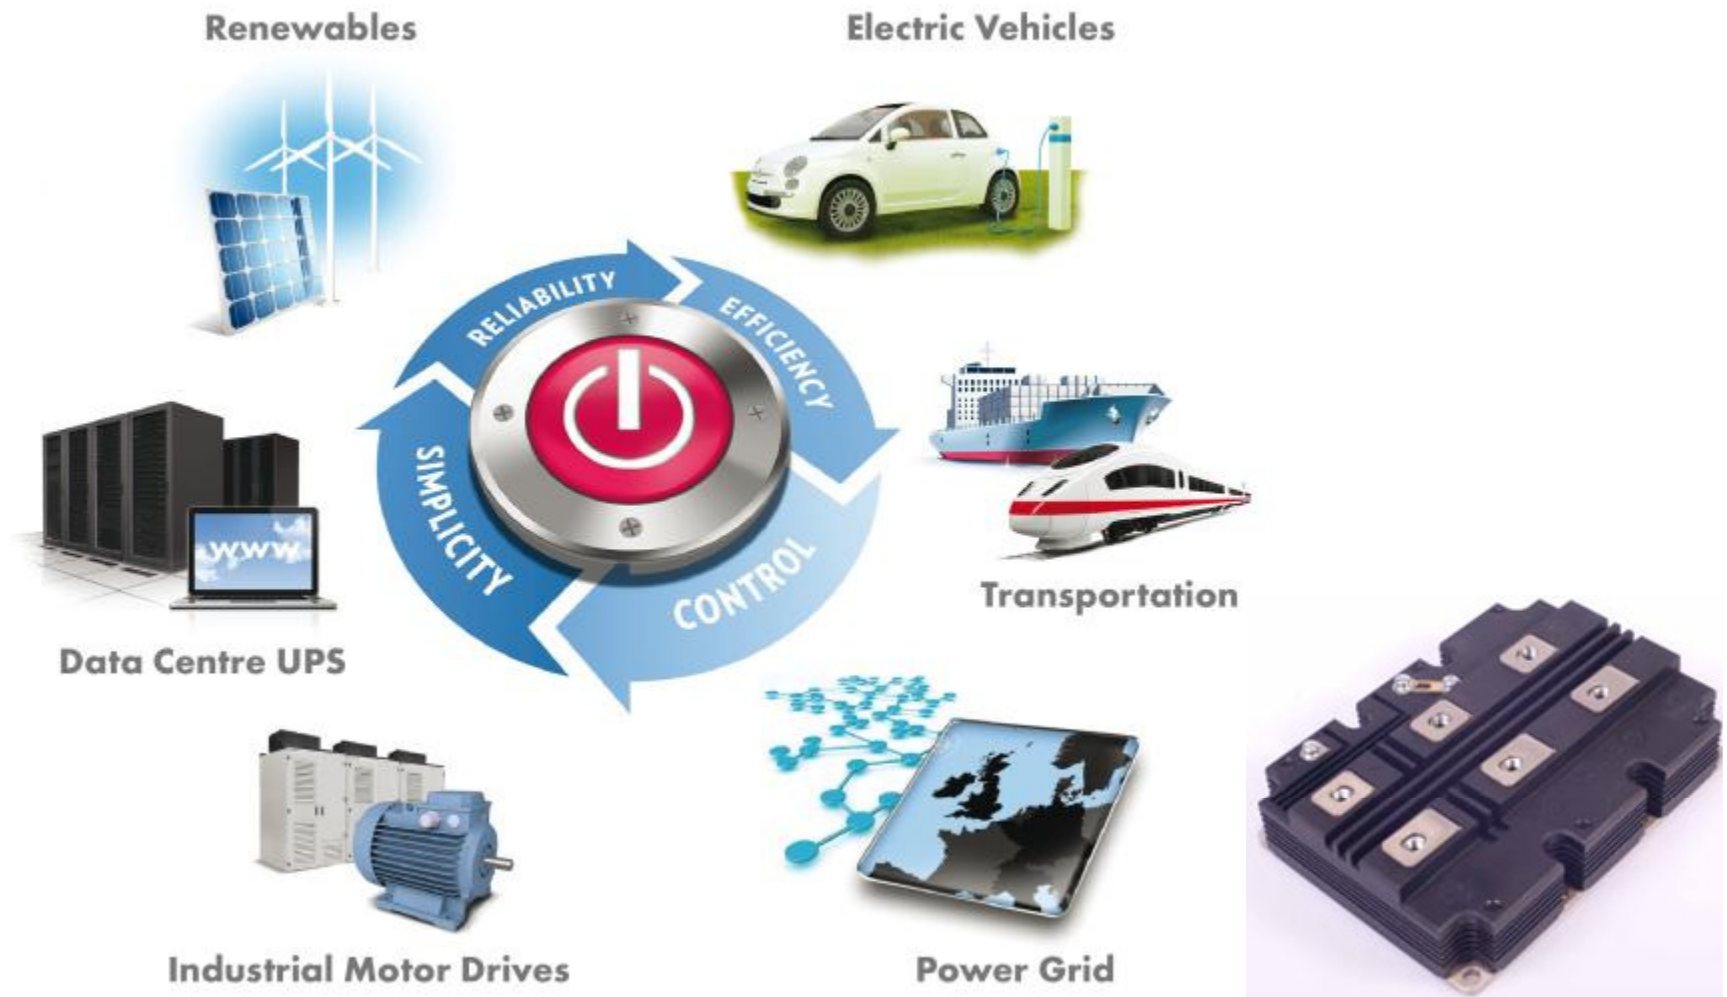 Renewables
Electric Vehicles
RELIABILITY
EFFICIENCY
SIMPLICITY
CONTROL
www
Transportation
Data Centre UPS
Industrial Motor Drives
Power Grid